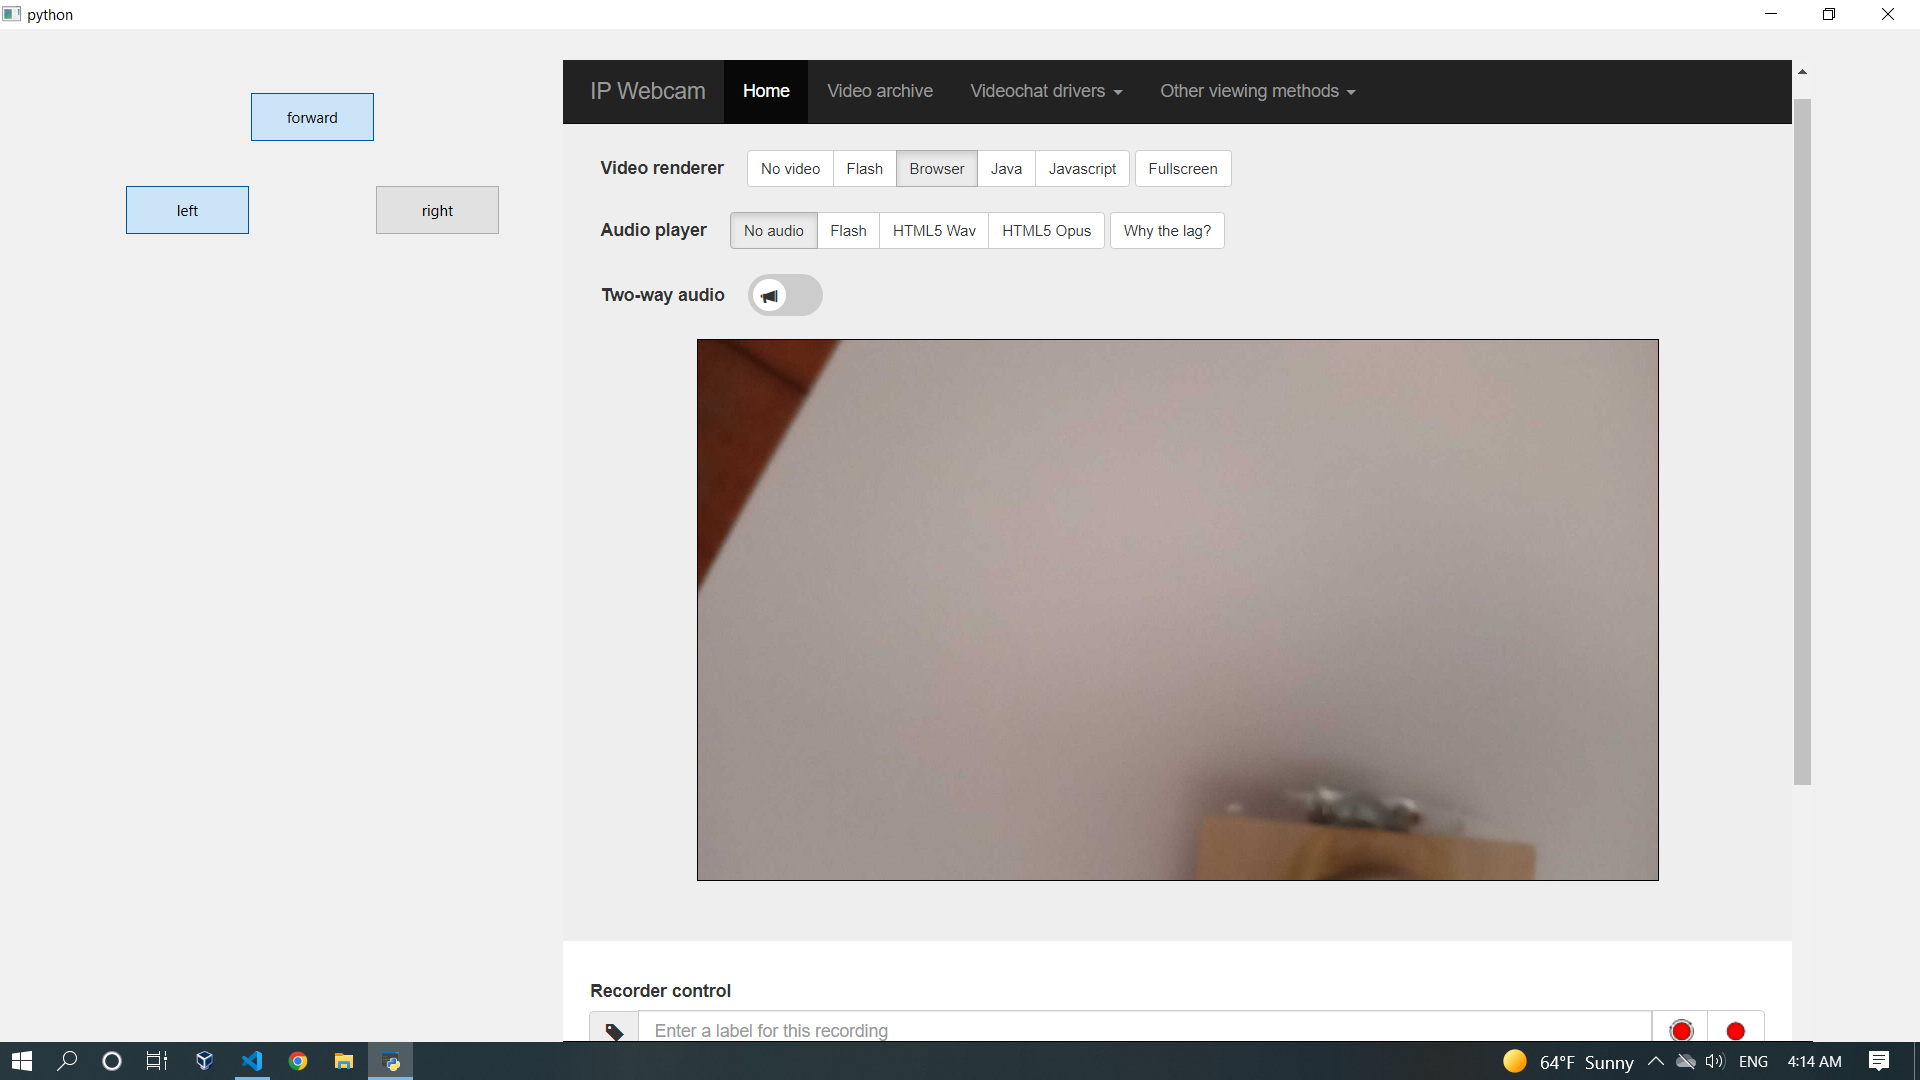 python
forward
left right
IP Webcam Home Video archive Videochat drivers Other viewing methods
Video renderer No video Flash Browser Java Javascript Fullscreen
Audio player No audio Flash HTML5 Wav HTML5 Opus Why the lag?
Two-way audio
Recorder control
Enter a label for this recording
64°F Sunny ENG 4:14 AM